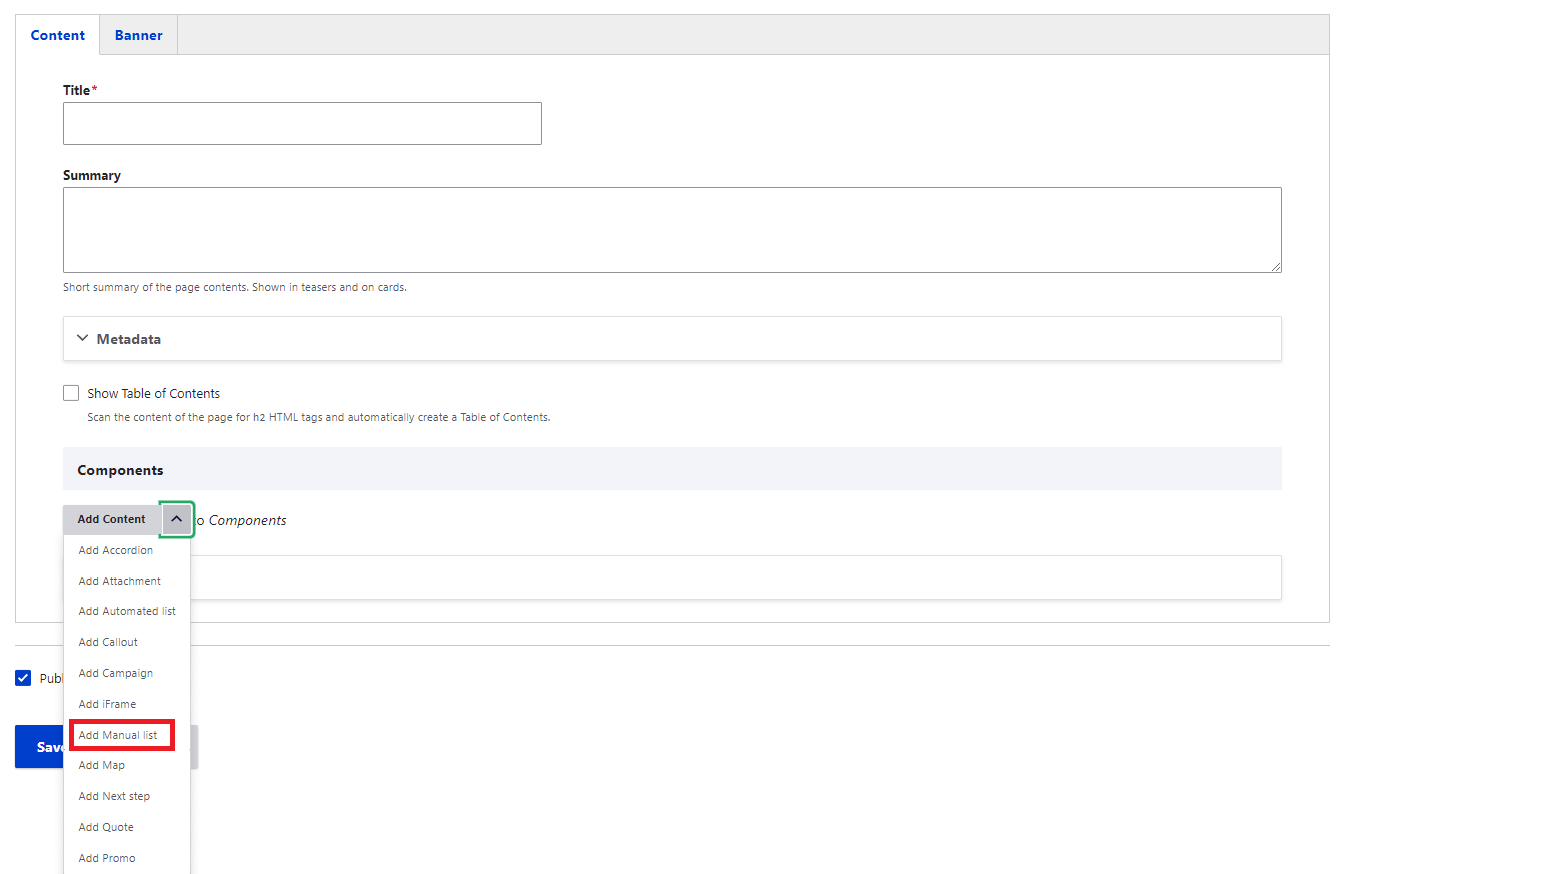 Content Banner
Title*
Summary
Short summary of the page contents. Shown in teasers and on cards.
Metadata
Show Table of Contents
Scan the content of the page for h2 HTML tags and automatically create a Table of Contents.
Components
Add Content Components
Add Accordion
Add Attachment
Add Automated list
Add Callout
Add Campaign
Add iFrame
Add Manual list
Add Map
Add Next step
Add Quote
Add Promo